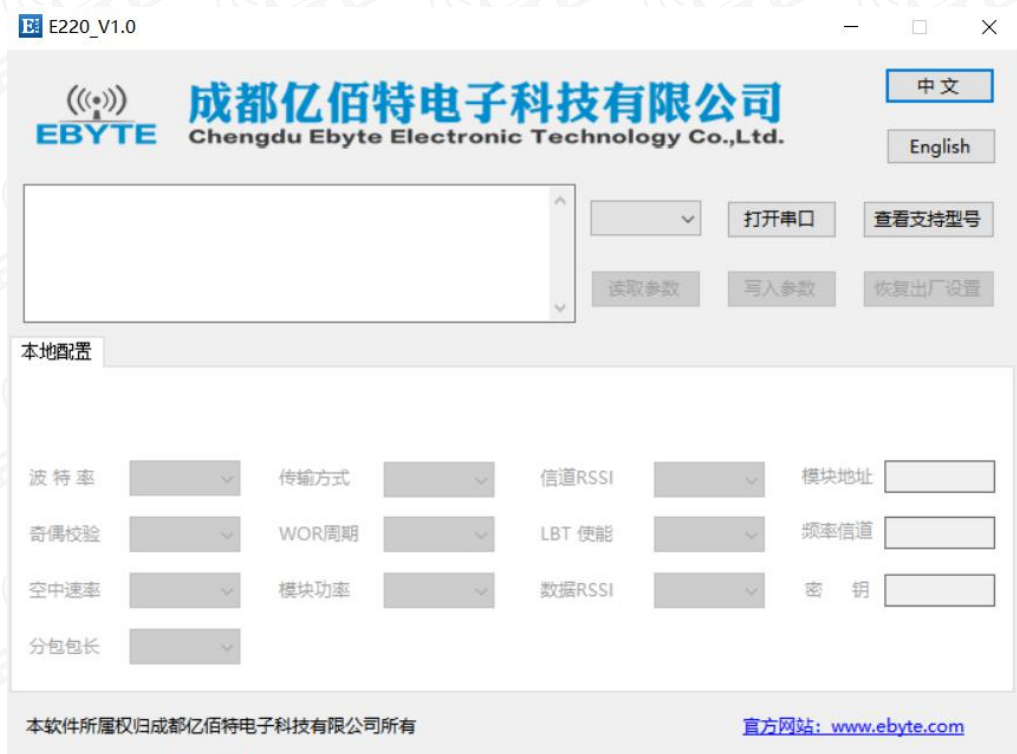 E220_V1.0
EBYTE
成都亿佰特电子科技有限公司
Chengdu Ebyte Electronic Technology Co.,Ltd.
中文
English
打开串口 查看支持型号
读取参数 写入参数 恢复出厂设置
本地配置
波特率 传输方式 信道RSSI 模块地址
奇偶校验 WOR周期 LBT 使能 频率信道
空中速率 模块功率 数据RSSI 密 钥
分包包长
本软件所属权归成都亿佰特电子科技有限公司所有 官方网站：www.ebyte.com